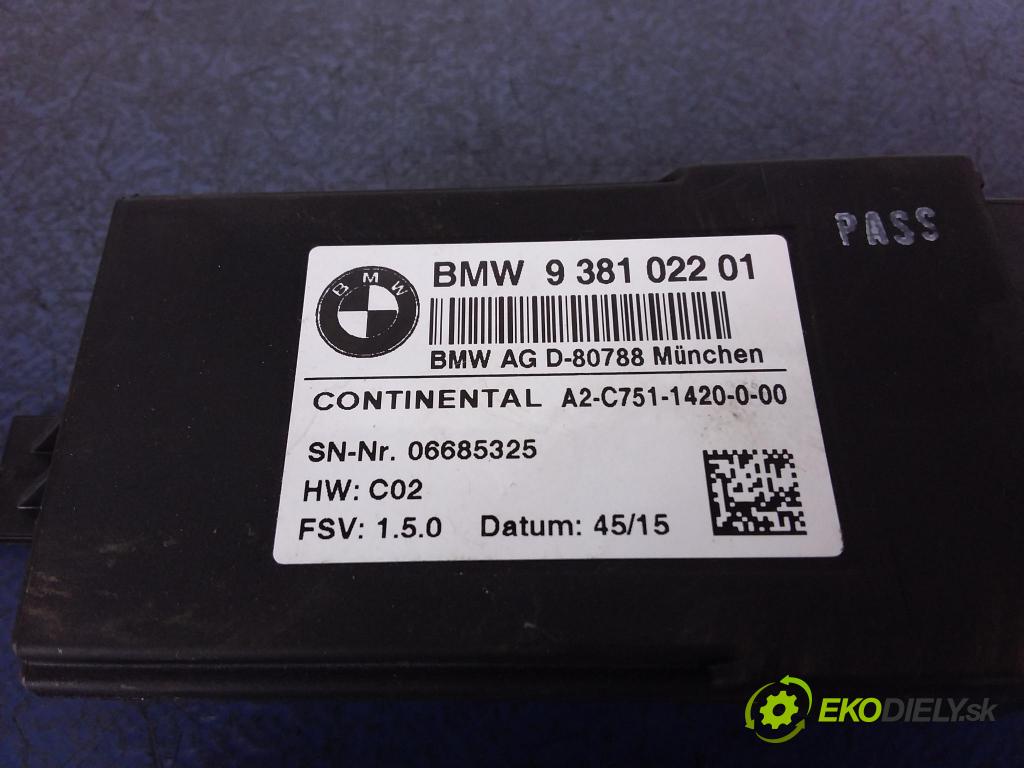 PASS
BMW
BMW 9 381 022 01
BMW AG D-80788 München
CONTINENTAL A2-C751-1420-0-00
SN-Nr. 06685325
HW: C02
FSV: 1.5.0 Datum: 45/15
EKODIELY.sk